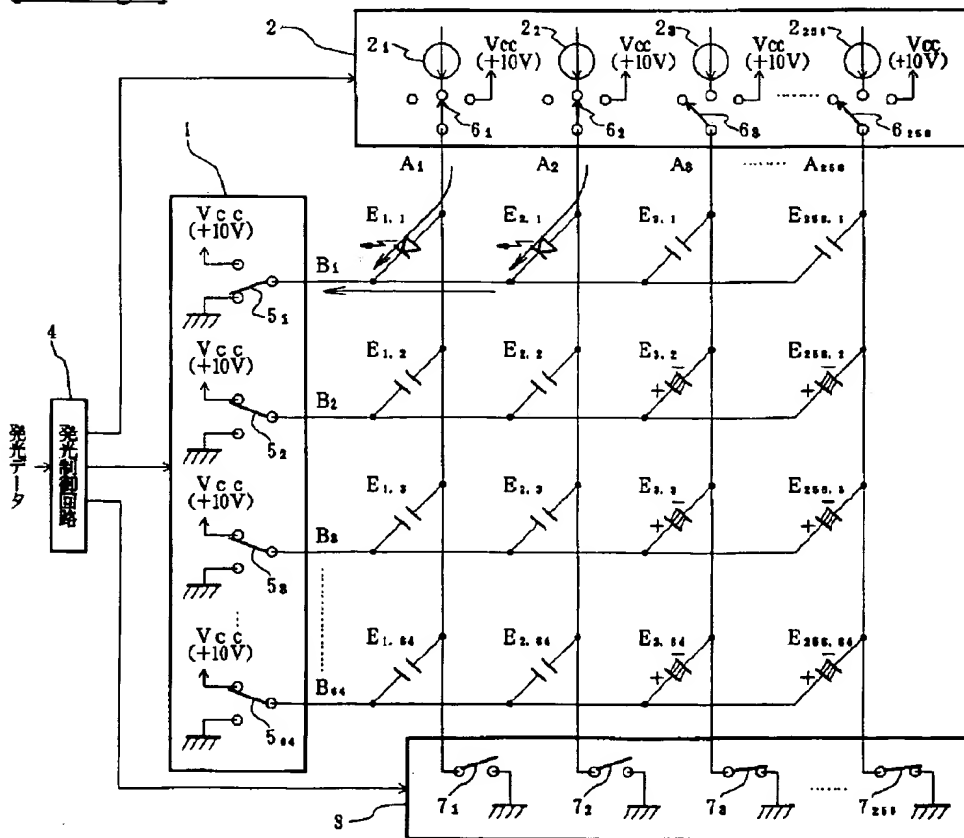 2
2₁
2₂
2₃
2₂₅₆
Vcc
(+10V)
Vcc
(+10V)
Vcc
(+10V)
Vcc
(+10V)
6₁
6₂
6₃
6₂₅₆
A₁
A₂
A₃
A₂₅₆
1
Vcc
(+10V)
5₁
B₁
E₁,₁
E₂,₁
E₃,₁
E₂₅₆,₁
4
発光データ
発光制御回路
Vcc
(+10V)
5₂
B₂
E₁,₂
E₂,₂
E₃,₂
E₂₅₆,₂
+ −
+ −
Vcc
(+10V)
5₃
B₃
E₁,₃
E₂,₃
E₃,₃
E₂₅₆,₃
+ −
+ −
Vcc
(+10V)
5₆₄
B₆₄
E₁,₆₄
E₂,₆₄
E₃,₆₄
E₂₅₆,₆₄
+ −
+ −
3
7₁
7₂
7₃
7₂₅₆